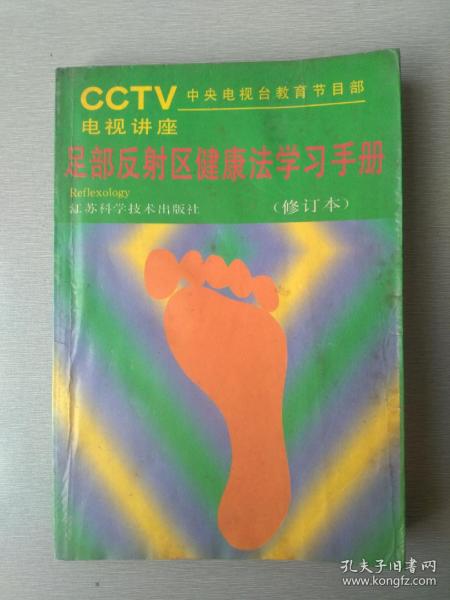 CCTV 中央电视台教育节目部
电视讲座
足部反射区健康法学习手册
Reflexology
江苏科学技术出版社 (修订本)
孔夫子旧书网
www.kongfz.com